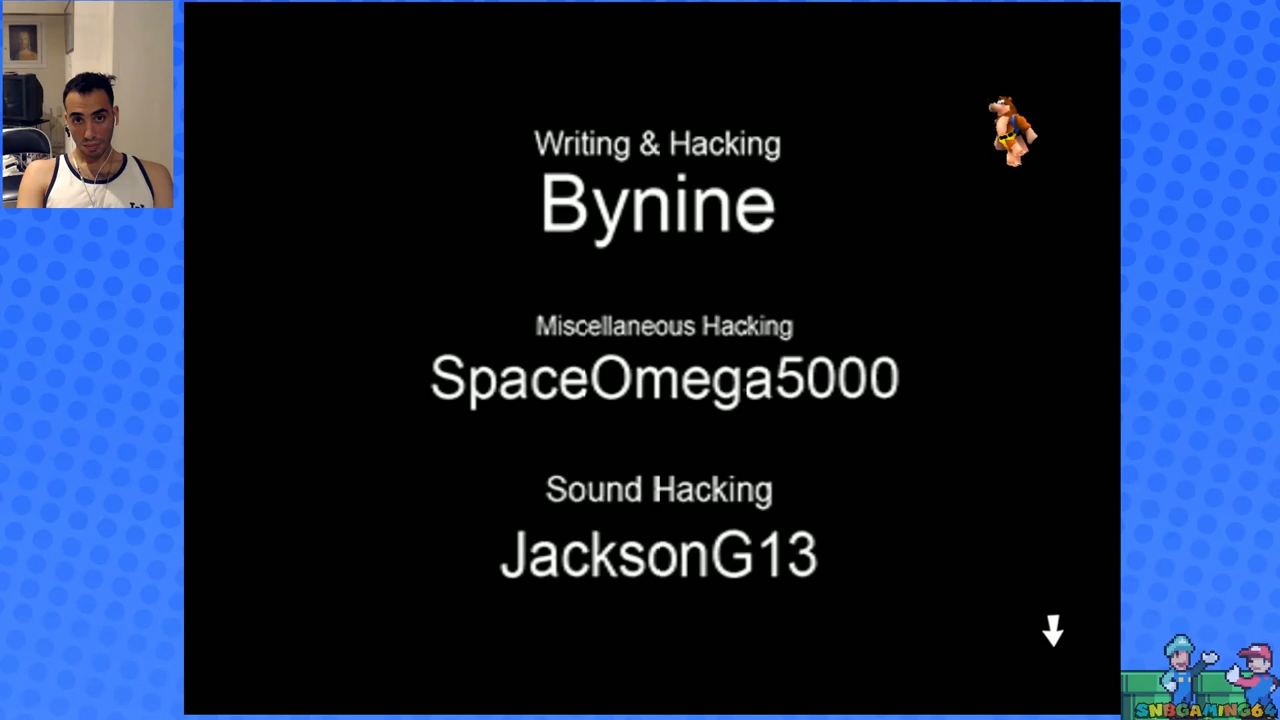 Writing & Hacking
Bynine
Miscellaneous Hacking
SpaceOmega5000
Sound Hacking
JacksonG13
SNBGAMING64